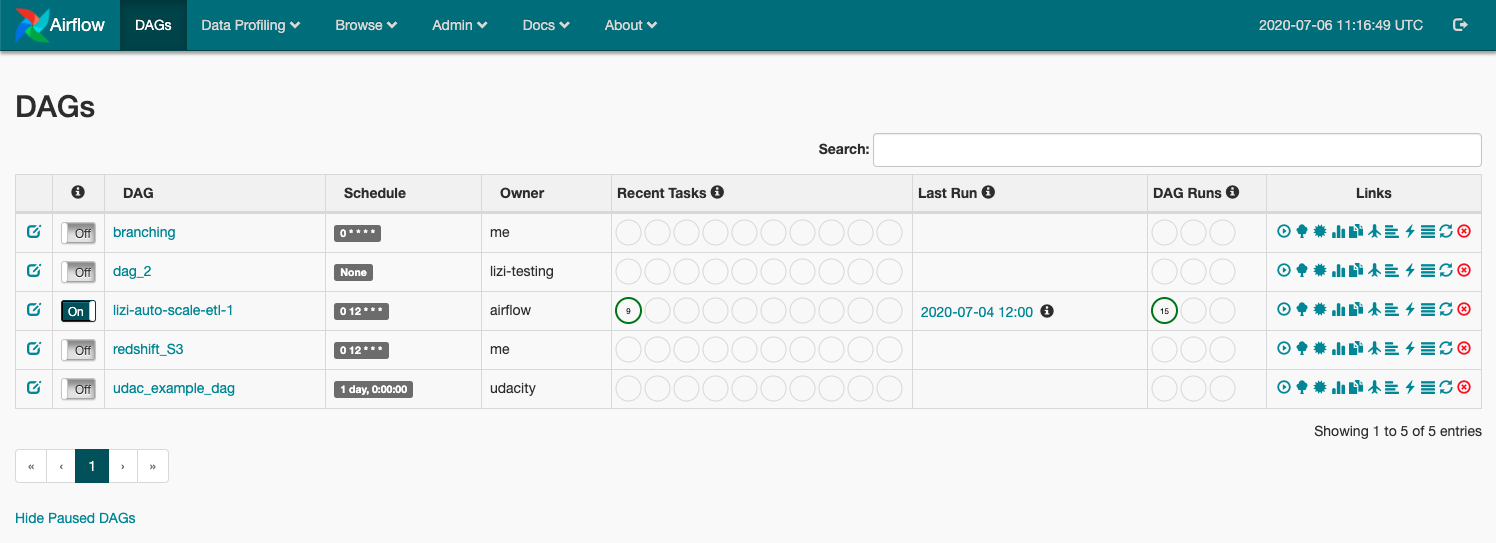 Airflow DAGs Data Profiling Browse Admin Docs About 2020-07-06 11:16:49 UTC
DAGs
Search:
DAG Schedule Owner Recent Tasks Last Run DAG Runs Links
Off branching 0 * * * * me
Off dag_2 None lizi-testing
On lizi-auto-scale-etl-1 0 12 * * * airflow 9 2020-07-04 12:00 15
Off redshift_S3 0 12 * * * me
Off udac_example_dag 1 day, 0:00:00 udacity
Showing 1 to 5 of 5 entries
« ‹ 1 › »
Hide Paused DAGs